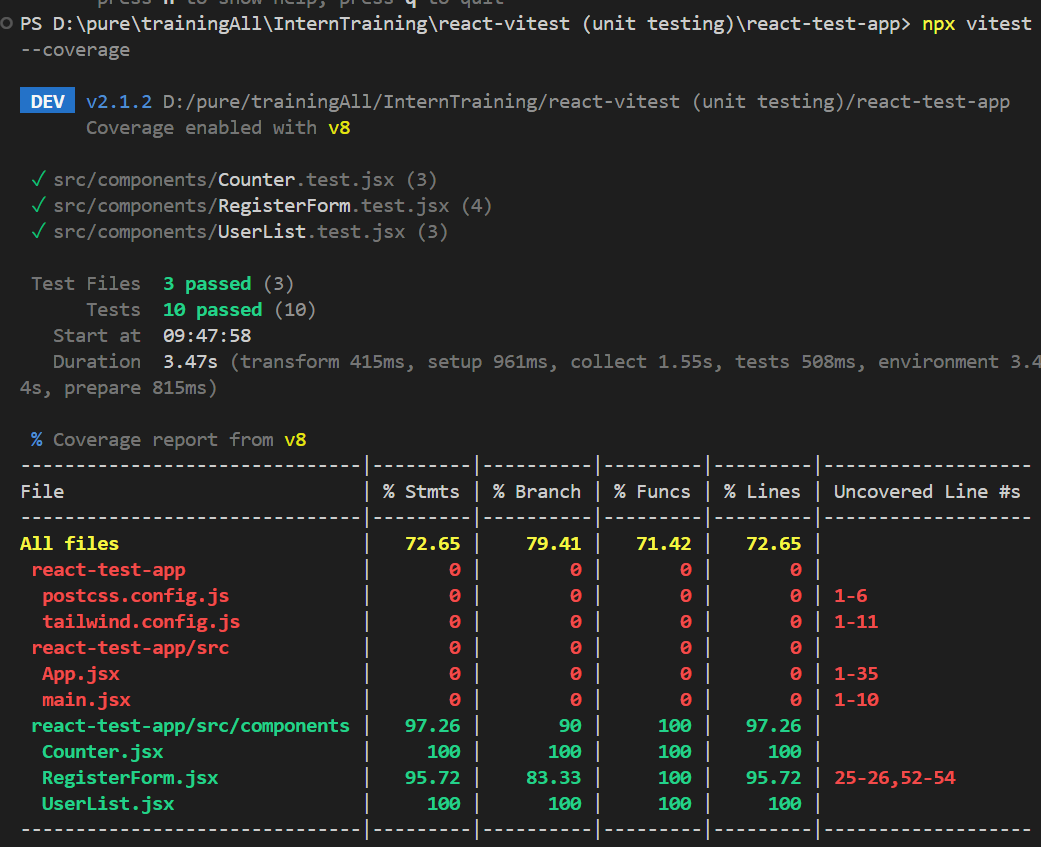 press h to show help, press q to quit
PS D:\pure\trainingAll\InternTraining\react-vitest (unit testing)\react-test-app> npx vitest
--coverage
DEV v2.1.2 D:/pure/trainingAll/InternTraining/react-vitest (unit testing)/react-test-app
Coverage enabled with v8
✓ src/components/Counter.test.jsx (3)
✓ src/components/RegisterForm.test.jsx (4)
✓ src/components/UserList.test.jsx (3)
Test Files 3 passed (3)
Tests 10 passed (10)
Start at 09:47:58
Duration 3.47s (transform 415ms, setup 961ms, collect 1.55s, tests 508ms, environment 3.4
4s, prepare 815ms)
% Coverage report from v8
-------------------------------|---------|----------|---------|---------|-------------------
File | % Stmts | % Branch | % Funcs | % Lines | Uncovered Line #s
-------------------------------|---------|----------|---------|---------|-------------------
All files | 72.65 | 79.41 | 71.42 | 72.65 |
react-test-app | 0 | 0 | 0 | 0 |
postcss.config.js | 0 | 0 | 0 | 0 | 1-6
tailwind.config.js | 0 | 0 | 0 | 0 | 1-11
react-test-app/src | 0 | 0 | 0 | 0 |
App.jsx | 0 | 0 | 0 | 0 | 1-35
main.jsx | 0 | 0 | 0 | 0 | 1-10
react-test-app/src/components | 97.26 | 90 | 100 | 97.26 |
Counter.jsx | 100 | 100 | 100 | 100 |
RegisterForm.jsx | 95.72 | 83.33 | 100 | 95.72 | 25-26,52-54
UserList.jsx | 100 | 100 | 100 | 100 |
-------------------------------|---------|----------|---------|---------|-------------------